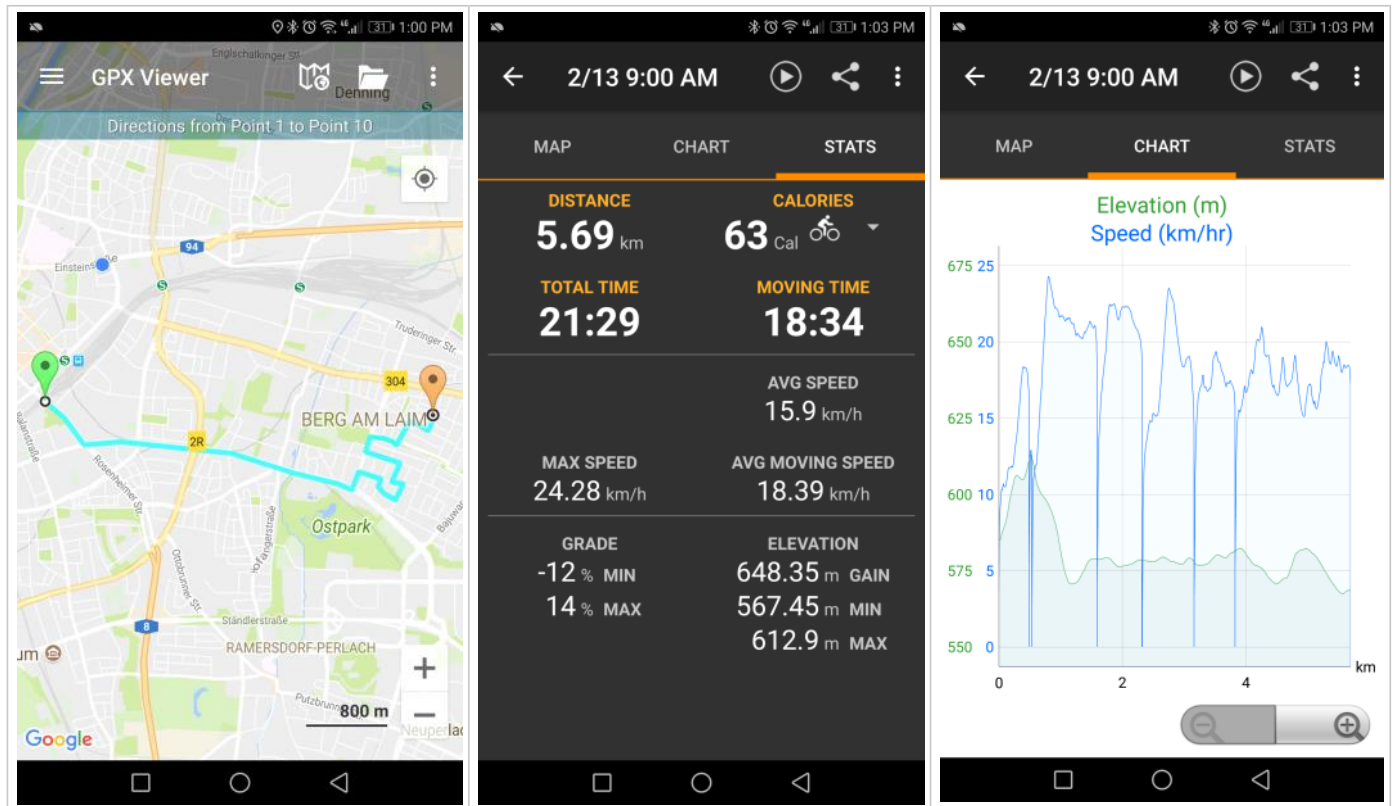 1:00 PM
Englschalkinger Str.
GPX Viewer
Denning
Directions from Point 1 to Point 10
94
S
S
S
S
Truderinger Str.
304
BERG AM LAIM
2R
Rosenheimer Str.
Ostpark
Ottobrunner Str.
Ständlerstraße
8
RAMERSDORF-PERLACH
+
800 m
−
Google
31
1:03 PM
2/13 9:00 AM
MAP CHART STATS
DISTANCE CALORIES
5.69 km 63 Cal
TOTAL TIME MOVING TIME
21:29 18:34
AVG SPEED
15.9 km/h
MAX SPEED AVG MOVING SPEED
24.28 km/h 18.39 km/h
GRADE ELEVATION
-12 % MIN 648.35 m GAIN
14 % MAX 567.45 m MIN
612.9 m MAX
31
1:03 PM
2/13 9:00 AM
MAP CHART STATS
Elevation (m)
Speed (km/hr)
675 25
650 20
625 15
600 10
575 5
550 0
km
0 2 4